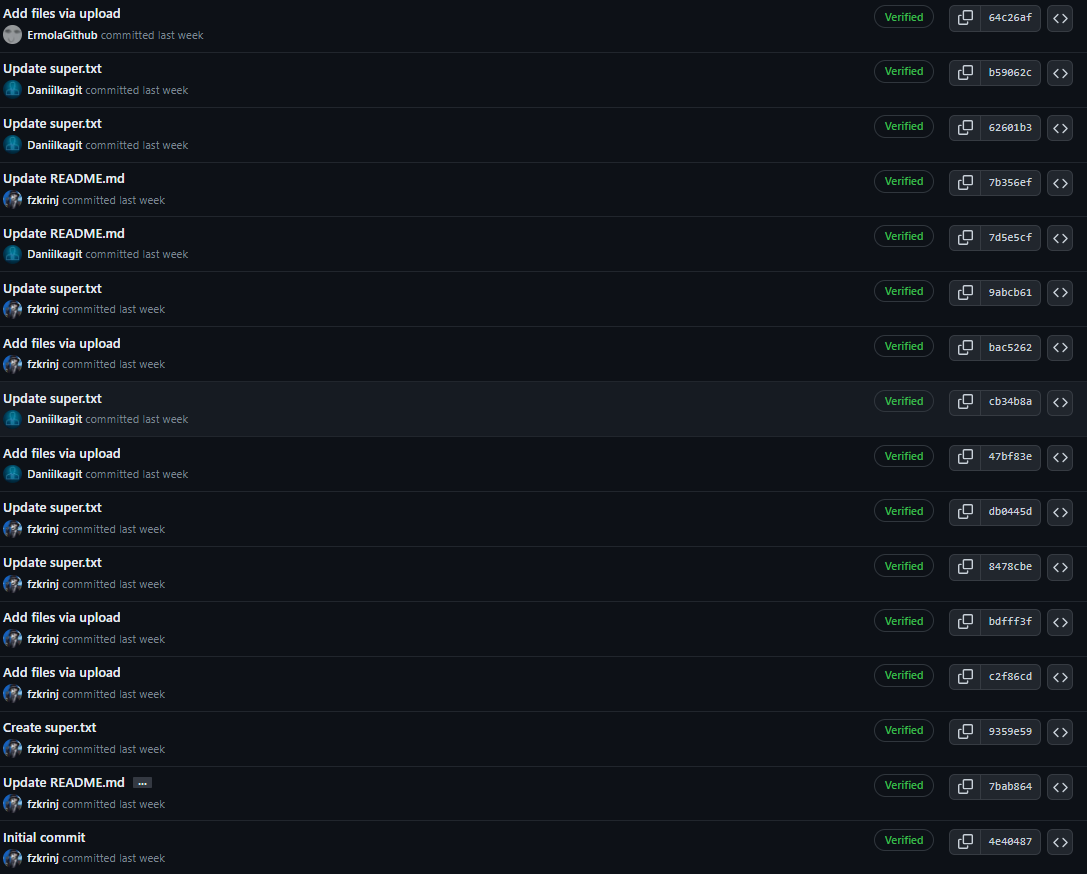 Add files via upload
Verified
64c26af
ErmolaGithub committed last week
Update super.txt
Verified
b59062c
Daniilkagit committed last week
Update super.txt
Verified
62601b3
Daniilkagit committed last week
Update README.md
Verified
7b356ef
fzkrinj committed last week
Update README.md
Verified
7d5e5cf
Daniilkagit committed last week
Update super.txt
Verified
9abcb61
fzkrinj committed last week
Add files via upload
Verified
bac5262
fzkrinj committed last week
Update super.txt
Verified
cb34b8a
Daniilkagit committed last week
Add files via upload
Verified
47bf83e
Daniilkagit committed last week
Update super.txt
Verified
db0445d
fzkrinj committed last week
Update super.txt
Verified
8478cbe
fzkrinj committed last week
Add files via upload
Verified
bdfff3f
fzkrinj committed last week
Add files via upload
Verified
c2f86cd
fzkrinj committed last week
Create super.txt
Verified
9359e59
fzkrinj committed last week
Update README.md ...
Verified
7bab864
fzkrinj committed last week
Initial commit
Verified
4e40487
fzkrinj committed last week